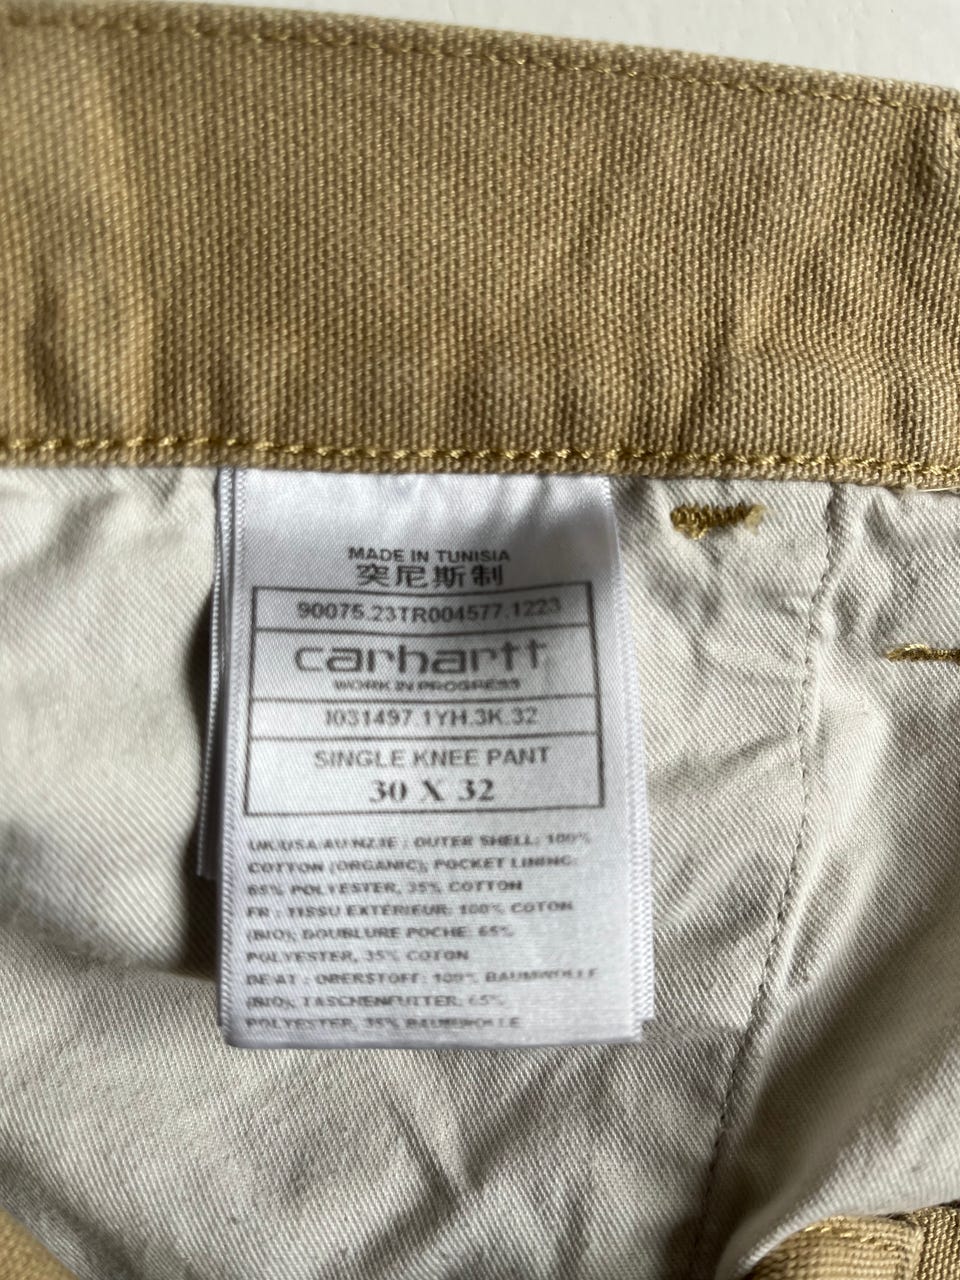 MADE IN TUNISIA
突尼斯制
90075.23TR004577.1223
carhartt
WORK IN PROGRESS
I031497.1YH.3K.32
SINGLE KNEE PANT
30 X 32
UK/USA/AU/NZ/IE : OUTER SHELL: 100%
COTTON (ORGANIC); POCKET LINING:
65% POLYESTER, 35% COTTON
FR : TISSU EXTÉRIEUR: 100% COTON
(BIO); DOUBLURE POCHE: 65%
POLYESTER, 35% COTON
DE/AT : OBERSTOFF: 100% BAUMWOLLE
(BIO); TASCHENFUTTER: 65%
POLYESTER, 35% BAUMWOLLE